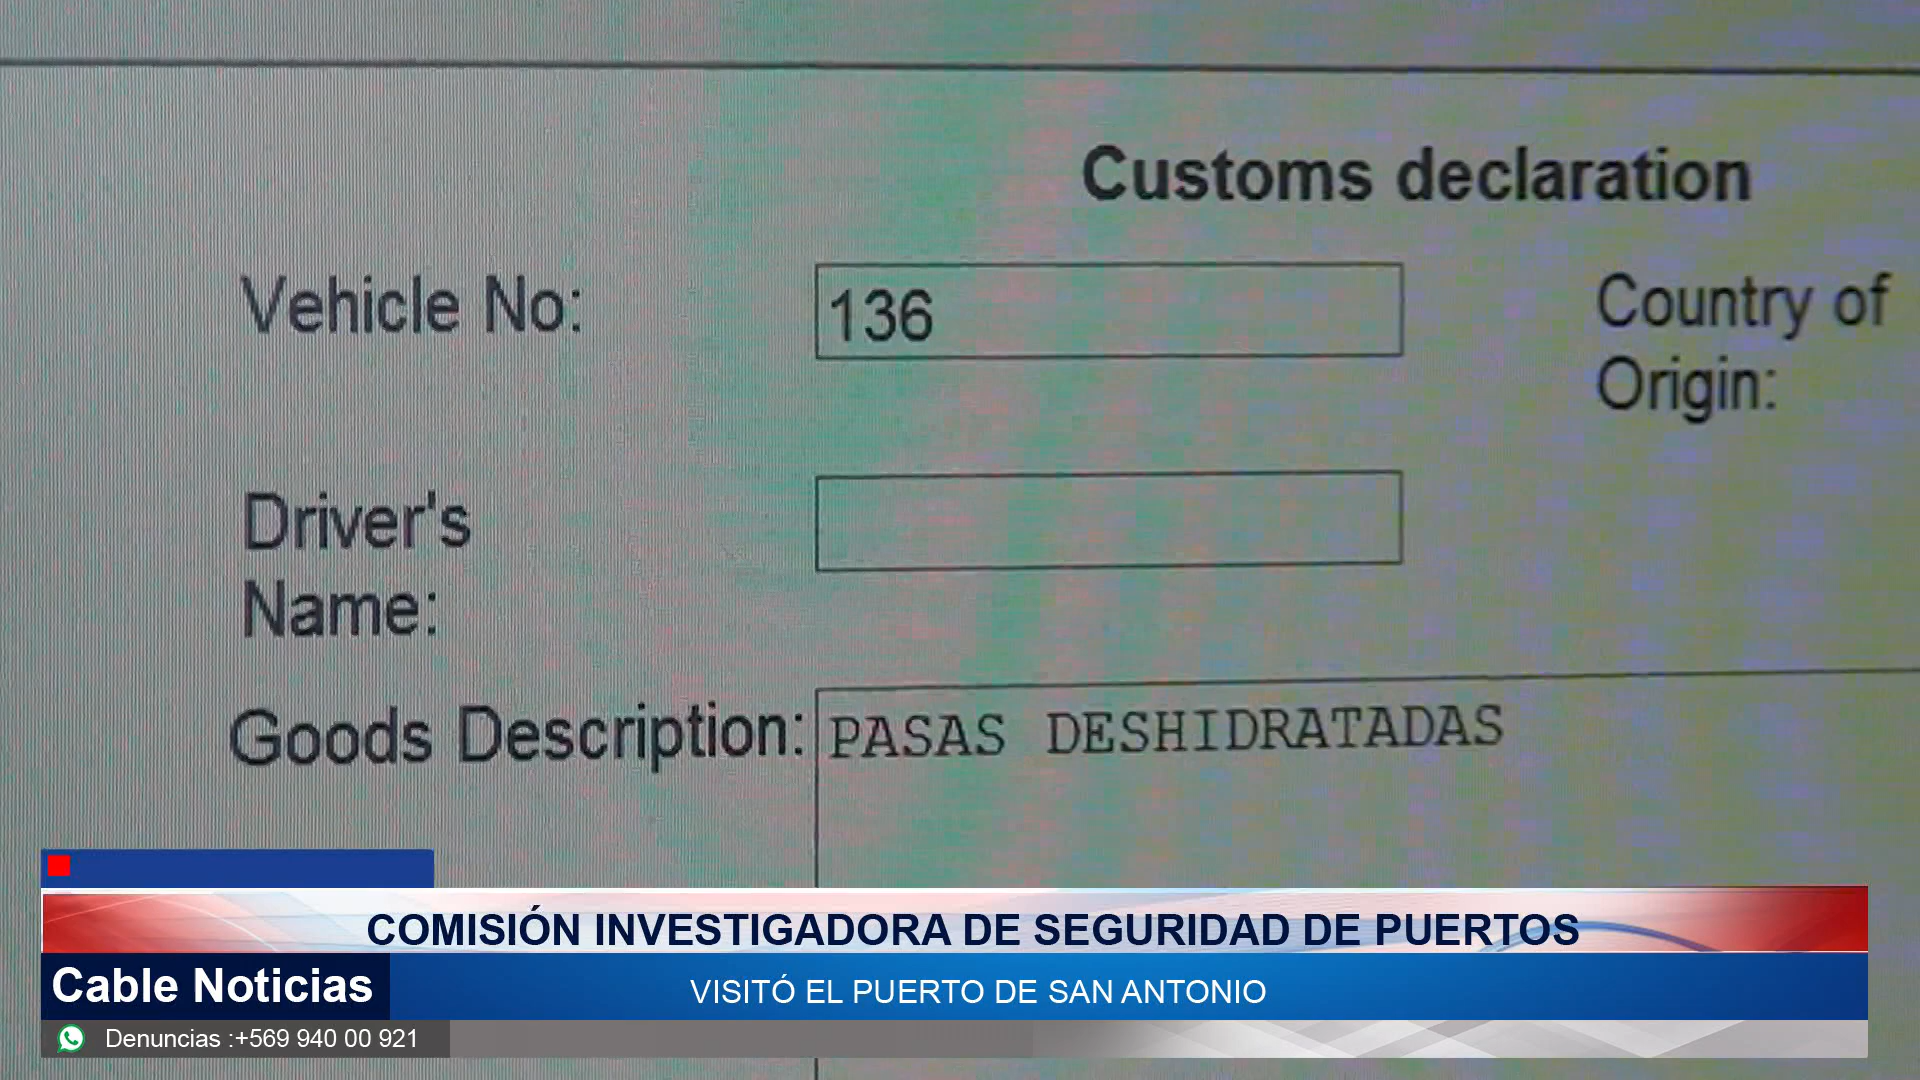 Customs declaration
Vehicle No:
136
Country of
Origin:
Driver's
Name:
Goods Description:
PASAS DESHIDRATADAS
COMISIÓN INVESTIGADORA DE SEGURIDAD DE PUERTOS
Cable Noticias
VISITÓ EL PUERTO DE SAN ANTONIO
Denuncias :+569 940 00 921